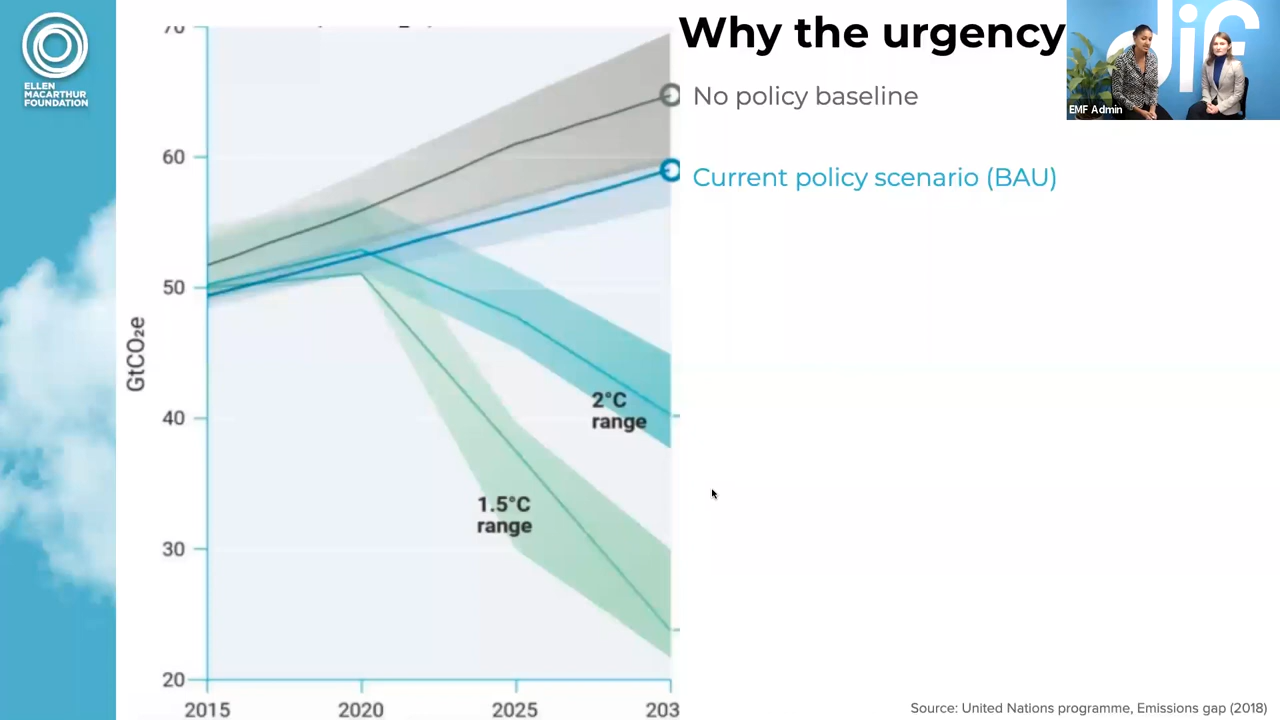 ELLEN
MACARTHUR
FOUNDATION
Why the urgency
No policy baseline
Current policy scenario (BAU)
EMF Admin
dif
70
60
50
40
30
20
GtCO₂e
2°C
range
1.5°C
range
2015
2020
2025
203
Source: United Nations programme, Emissions gap (2018)